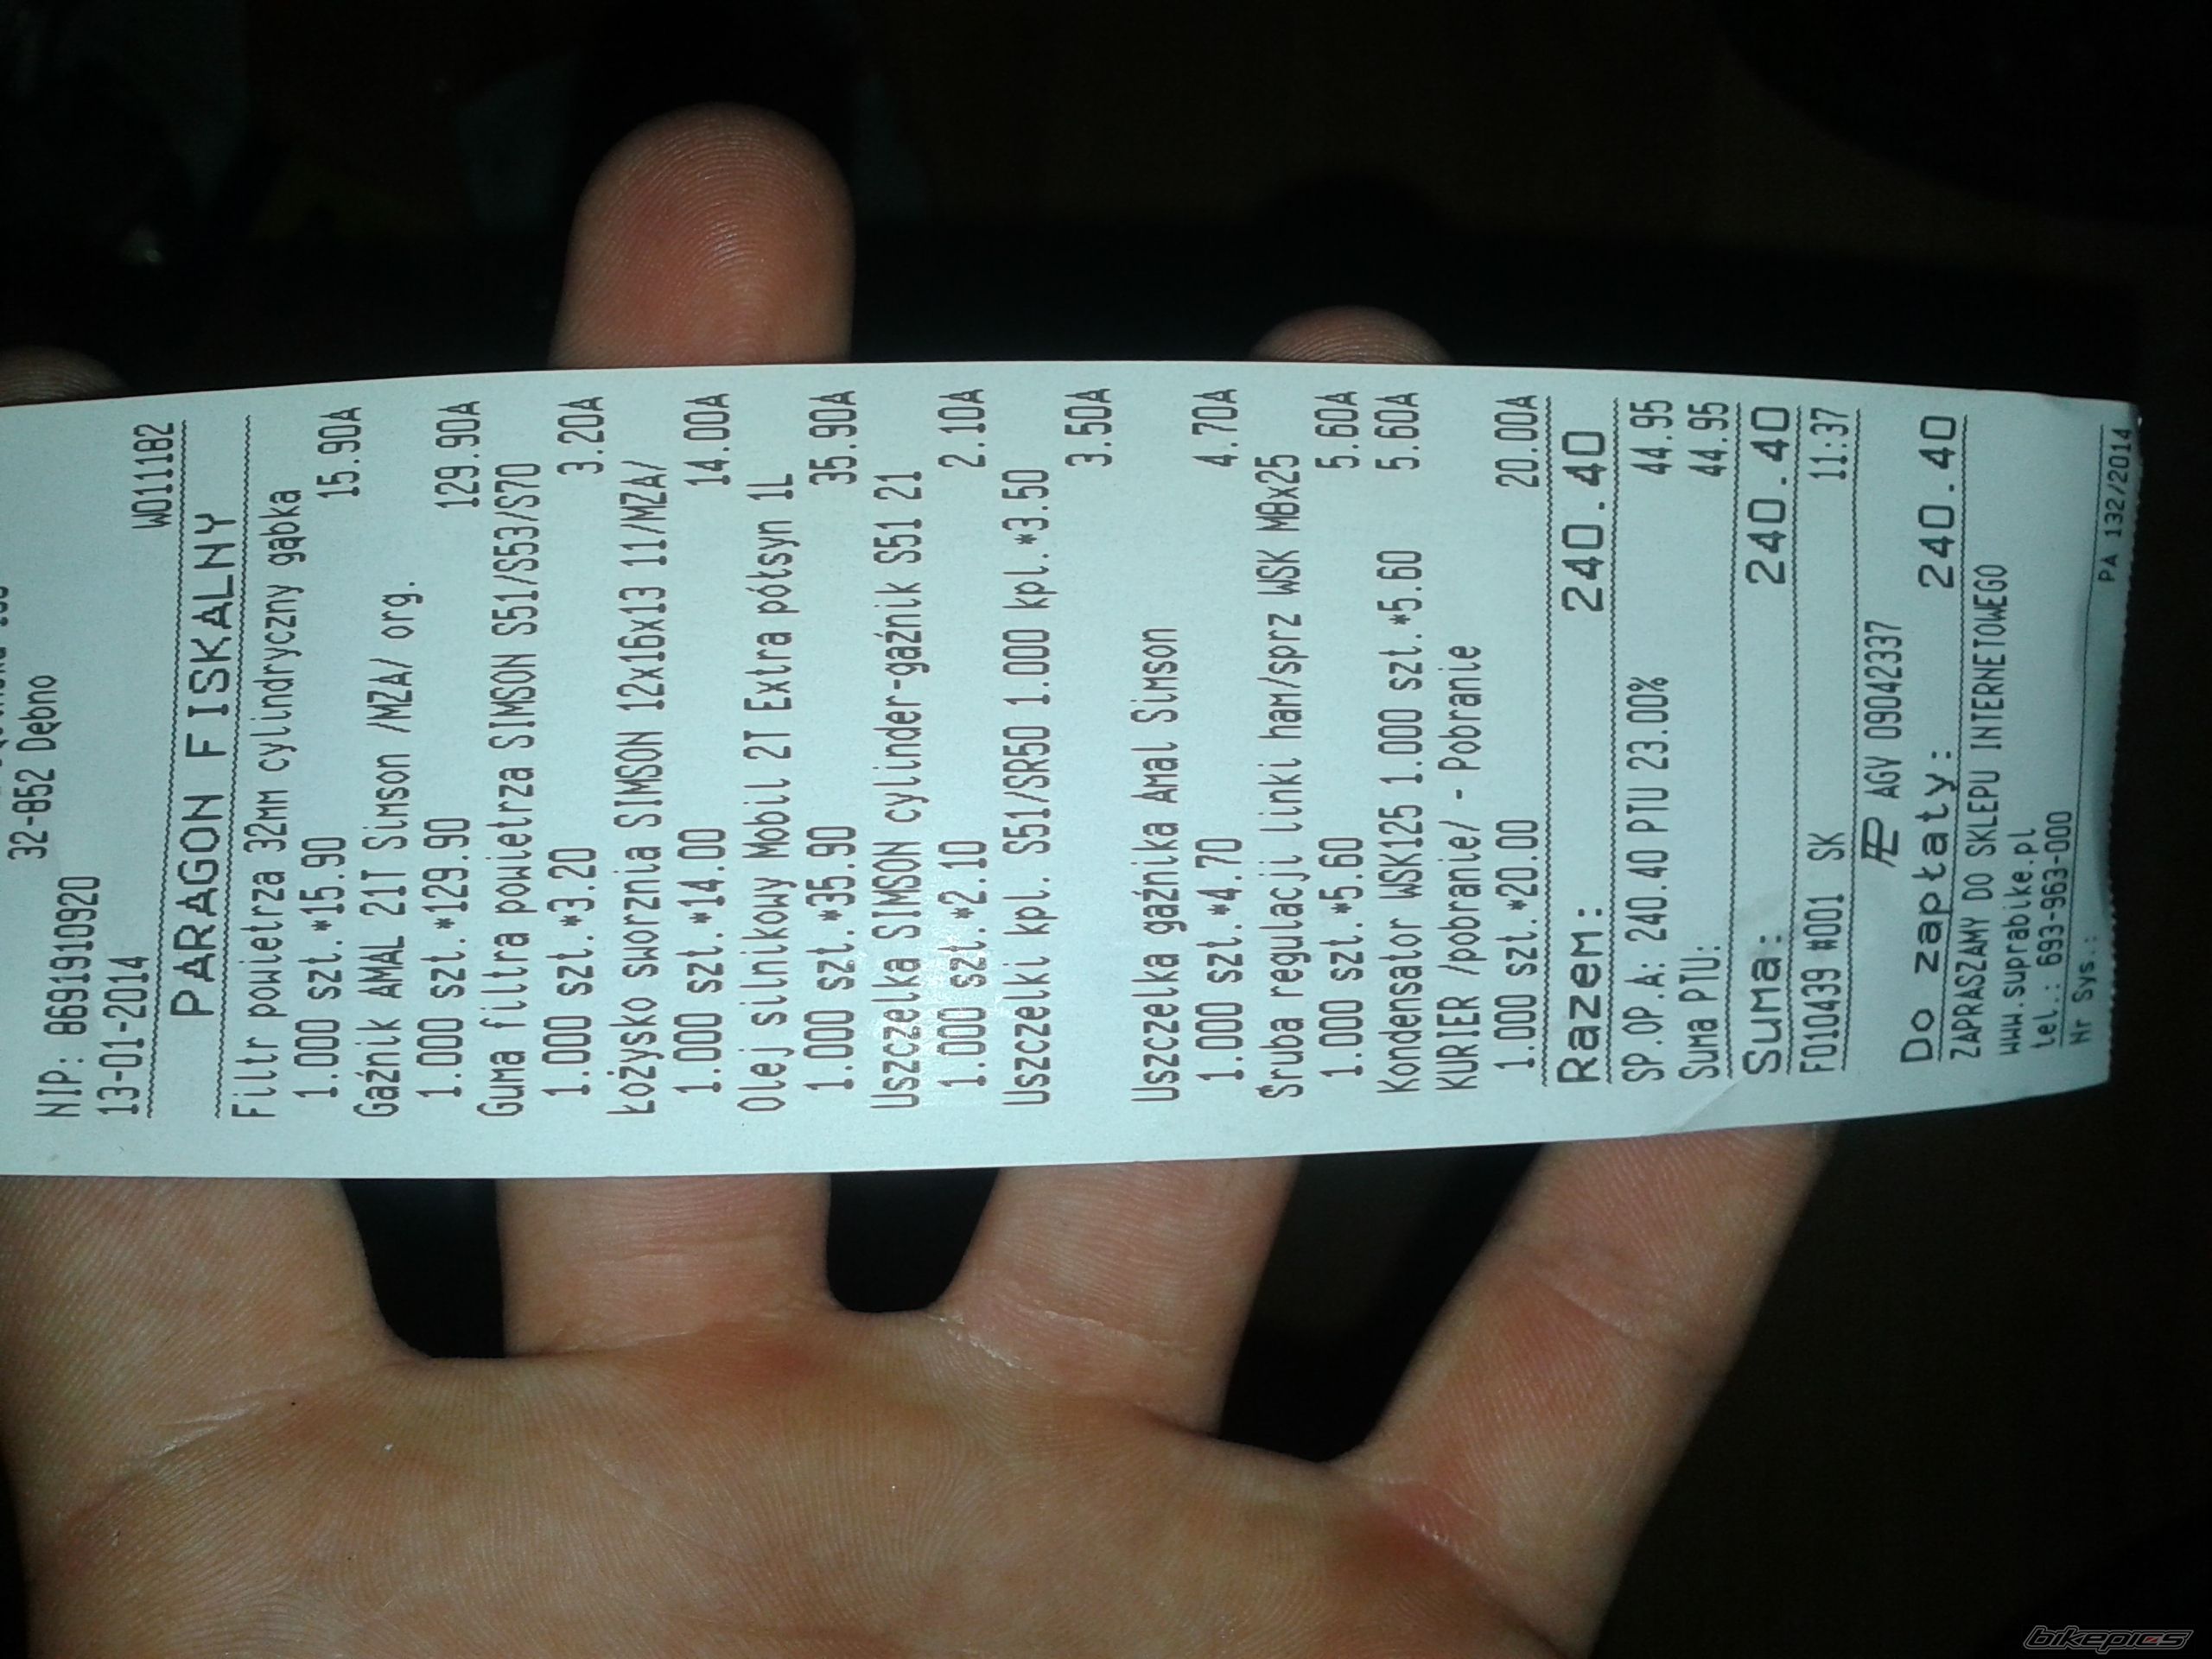 32-852 Dębno
NIP: 8691910920
13-01-2014 W011182
PARAGON FISKALNY
Filtr powietrza 32mm cylindryczny gąbka
1.000 szt.*15.90 15.90A
Gaźnik AMAL 21T Simson /MZA/ org.
1.000 szt.*129.90 129.90A
Guma filtra powietrza SIMSON S51/S53/S70
1.000 szt.*3.20 3.20A
Łożysko sworznia SIMSON 12x16x13 11/MZA/
1.000 szt.*14.00 14.00A
Olej silnikowy Mobil 2T Extra półsyn 1L
1.000 szt.*35.90 35.90A
Uszczelka SIMSON cylinder-gaźnik S51 21
1.000 szt.*2.10 2.10A
Uszczelki kpl. S51/SR50 1.000 kpl.*3.50
3.50A
Uszczelka gaźnika Amal Simson
1.000 szt.*4.70 4.70A
Śruba regulacji linki ham/sprz WSK M8x25
1.000 szt.*5.60 5.60A
Kondensator WSK125 1.000 szt.*5.60 5.60A
KURIER /pobranie/ - Pobranie
1.000 szt.*20.00 20.00A
Razem: 240.40
SP.OP.A: 240.40 PTU 23.00% 44.95
Suma PTU: 44.95
Suma: 240.40
F010439 #001 SK 11:37
AGV 09042337
Do zapłaty: 240.40
ZAPRASZAMY DO SKLEPU INTERNETOWEGO
www.suprabike.pl
tel.: 693-963-000
Nr Sys.: PA 132/2014
bikepics